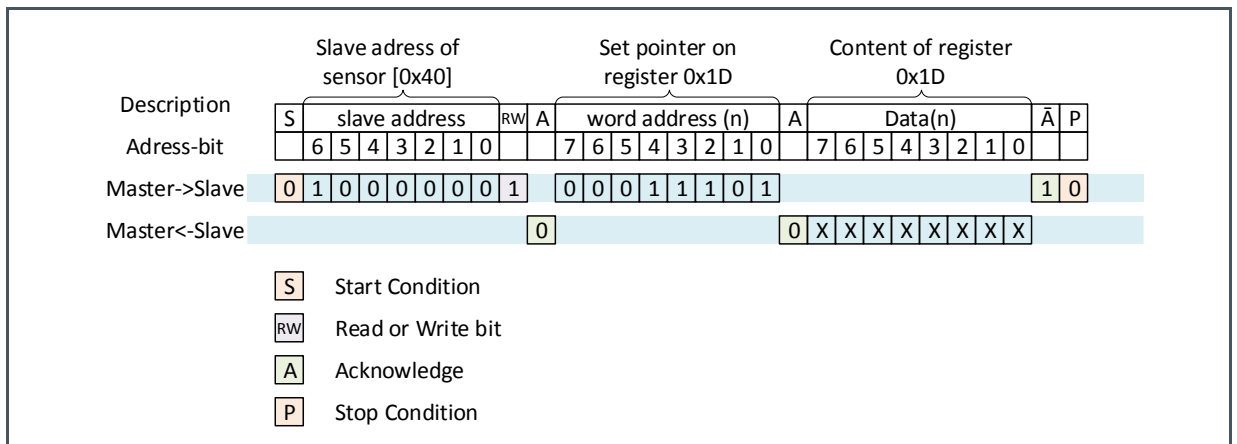 Slave adress of sensor [0x40]
Set pointer on register 0x1D
Content of register 0x1D
Description S slave address RW A word address (n) A Data(n) Ā P
Adress-bit 6 5 4 3 2 1 0 7 6 5 4 3 2 1 0 7 6 5 4 3 2 1 0
Master->Slave 0 1 0 0 0 0 0 0 1 0 0 0 1 1 1 0 1 1 0
Master<-Slave 0 0 X X X X X X X X
S Start Condition
RW Read or Write bit
A Acknowledge
P Stop Condition